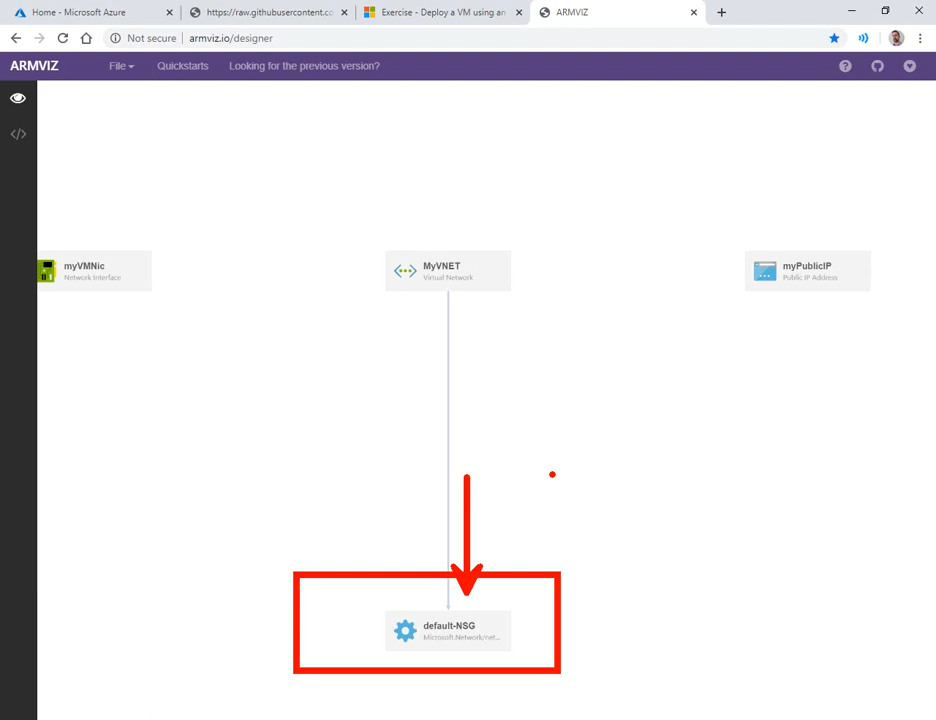 Home - Microsoft Azure
https://raw.githubusercontent.co
Exercise - Deploy a VM using an
ARMVIZ
Not secure | armviz.io/designer
ARMVIZ File Quickstarts Looking for the previous version?
myVMNic
Network Interface
MyVNET
Virtual Network
myPublicIP
Public IP Address
default-NSG
Microsoft.Network/net...